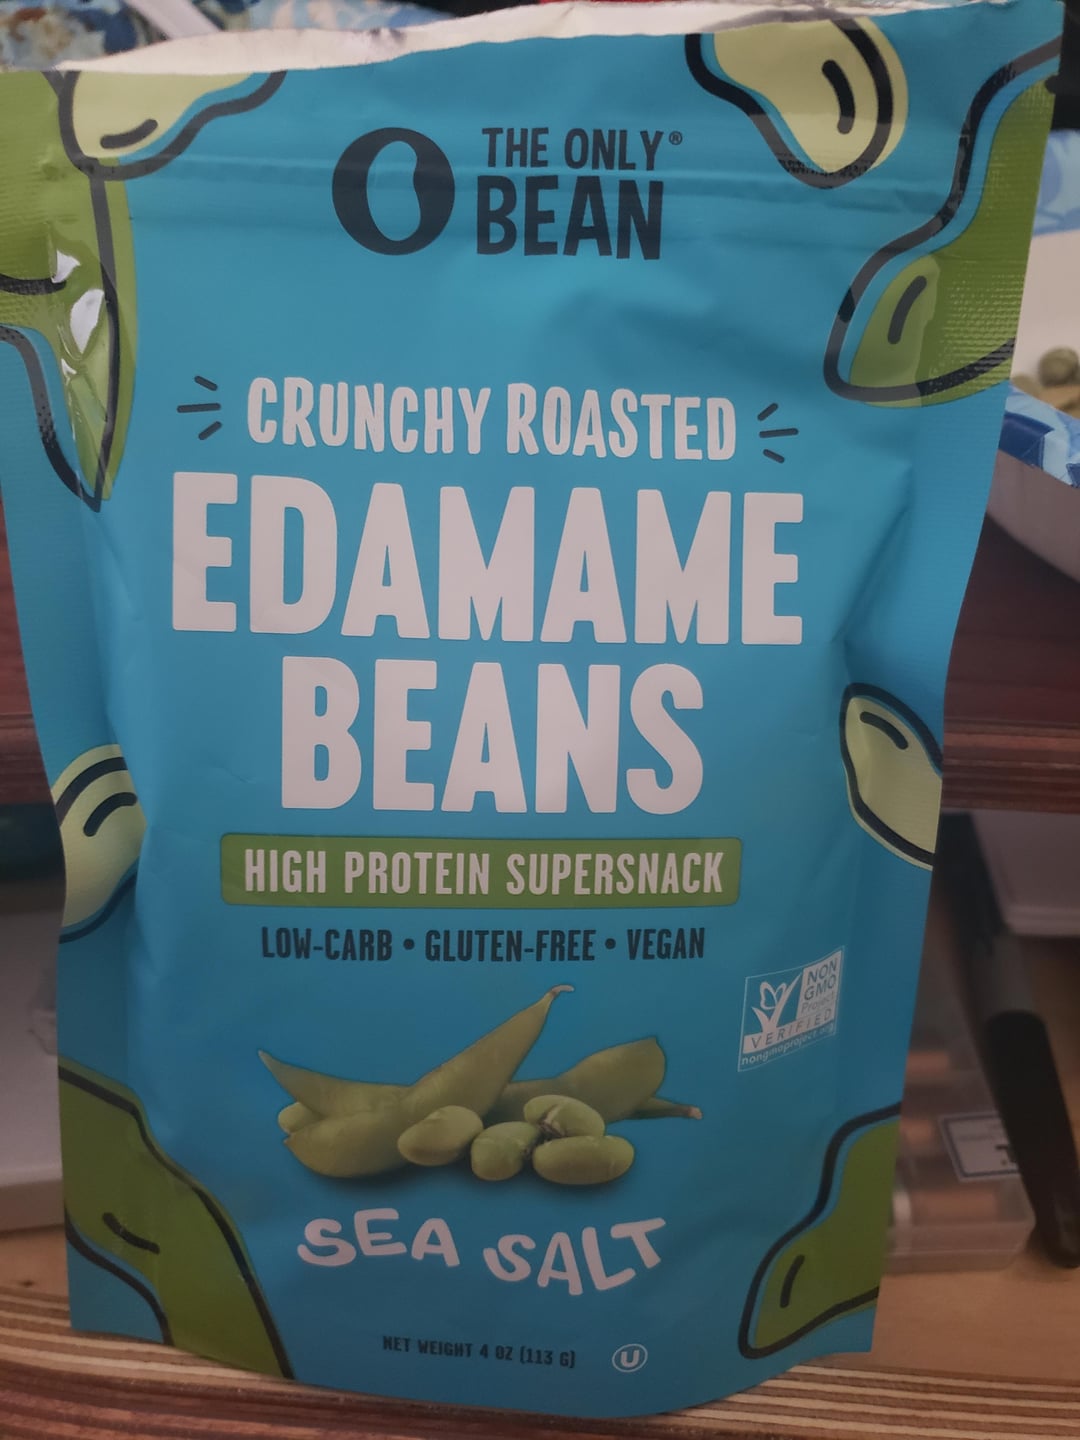 THE ONLY®
BEAN
CRUNCHY ROASTED
EDAMAME
BEANS
HIGH PROTEIN SUPERSNACK
LOW-CARB • GLUTEN-FREE • VEGAN
NON
GMO
Project
VERIFIED
nongmoproject.org
SEA SALT
NET WEIGHT 4 OZ (113 G)
U